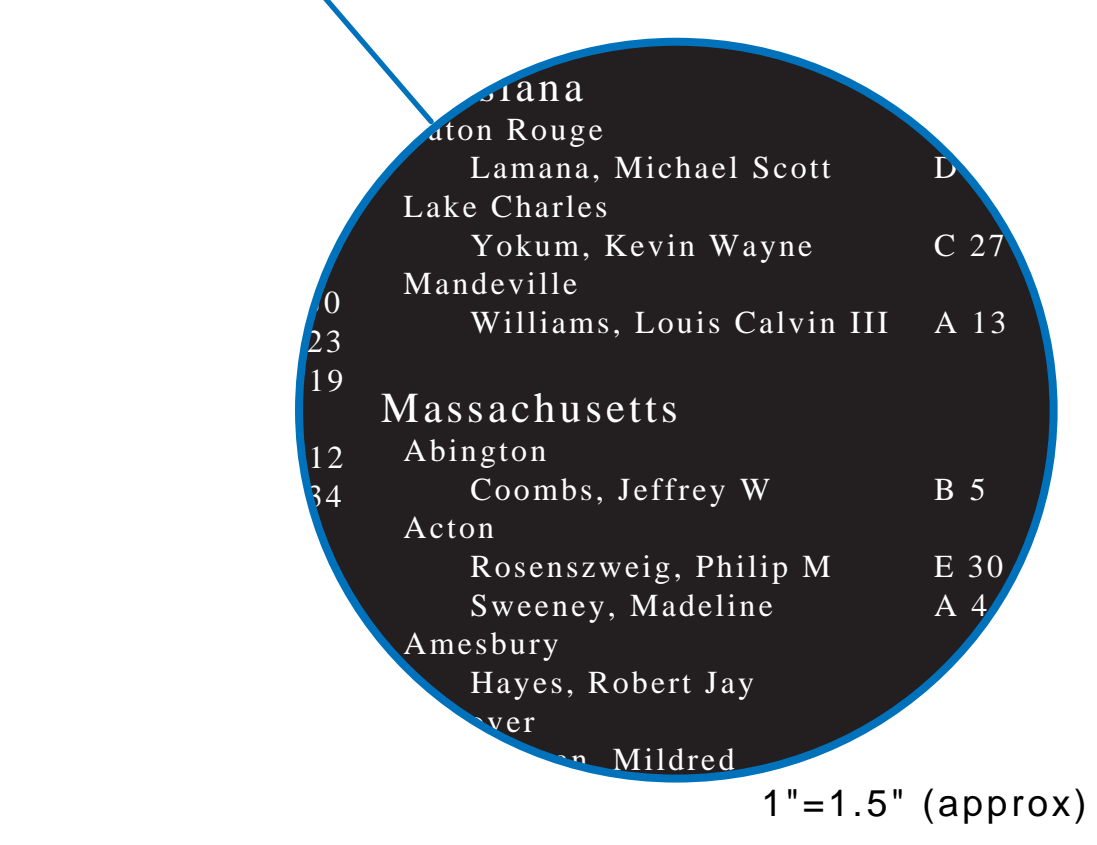 Lamana, Michael Scott D
Lake Charles
Yokum, Kevin Wayne C 27
Mandeville
Williams, Louis Calvin III A 13
23
19
Massachusetts
12
Abington
34
Coombs, Jeffrey W B 5
Acton
Rosenszweig, Philip M E 30
Sweeney, Madeline A 4
Amesbury
Hayes, Robert Jay
Mildred
Rouge
1"=1.5" (approx)